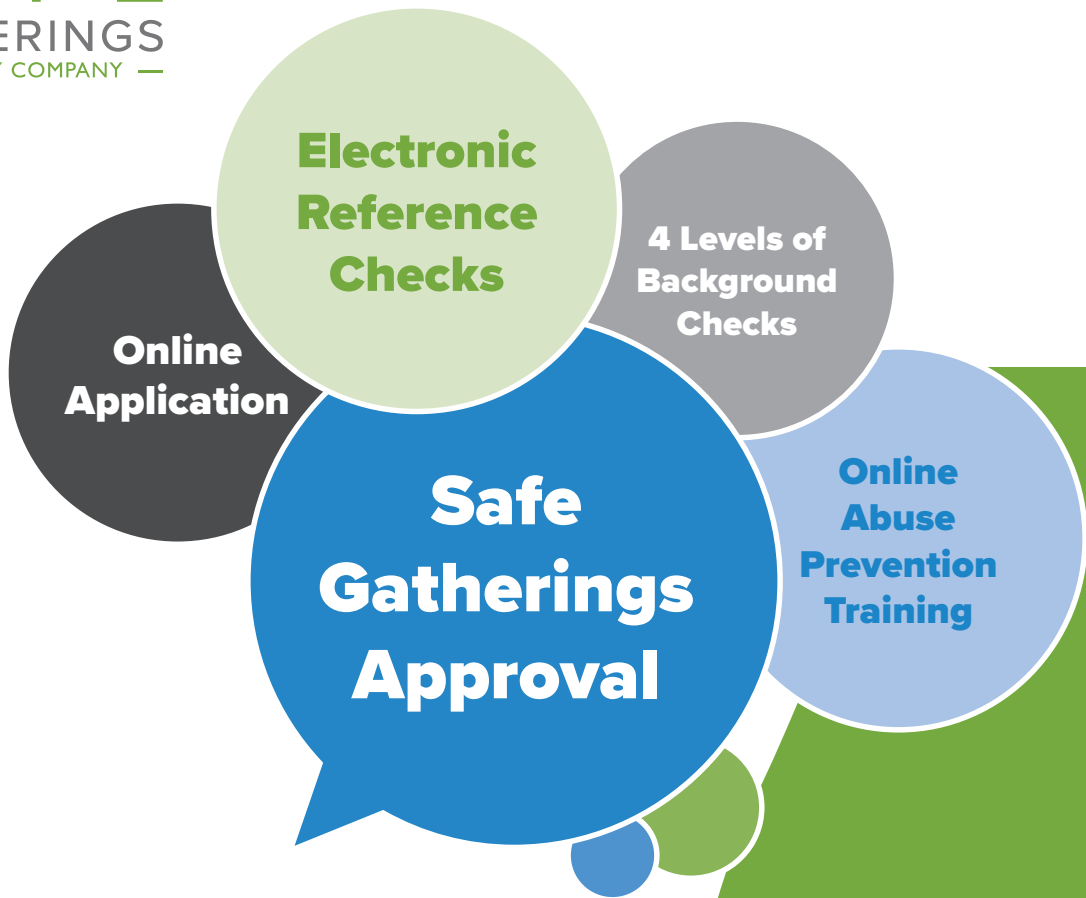 ERINGS
COMPANY
Electronic
Reference
Checks
4 Levels of
Background
Checks
Online
Application
Safe
Gatherings
Approval
Online
Abuse
Prevention
Training